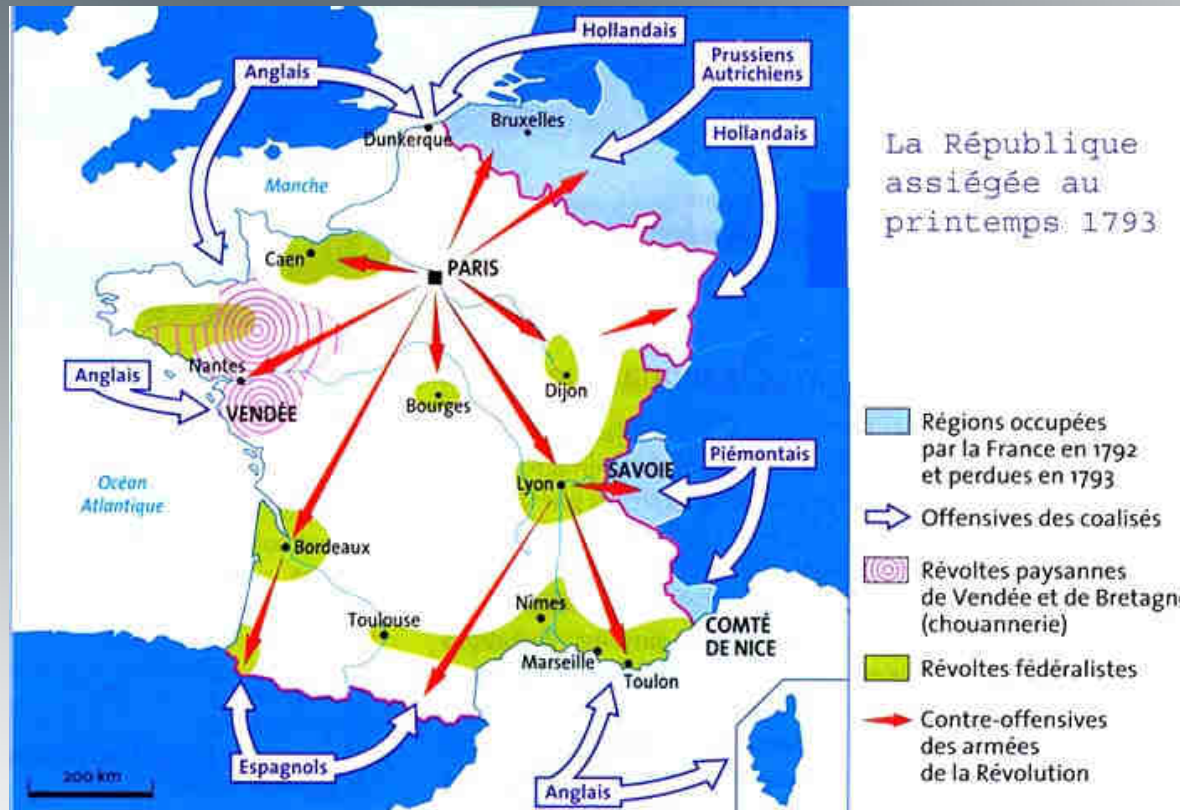 Hollandais
Anglais
Prussiens
Autrichiens
Hollandais
Dunkerque
Bruxelles
Manche
Caen
PARIS
Nantes
Anglais
VENDÉE
Bourges
Dijon
Océan
Atlantique
Lyon
SAVOIE
Piémontais
Bordeaux
Toulouse
Nîmes
Marseille
Toulon
COMTÉ
DE NICE
Espagnols
Anglais
200 km
La République
assiégée au
printemps 1793
Régions occupées
par la France en 1792
et perdues en 1793
Offensives des coalisés
Révoltes paysannes
de Vendée et de Bretagne
(chouannerie)
Révoltes fédéralistes
Contre-offensives
des armées
de la Révolution